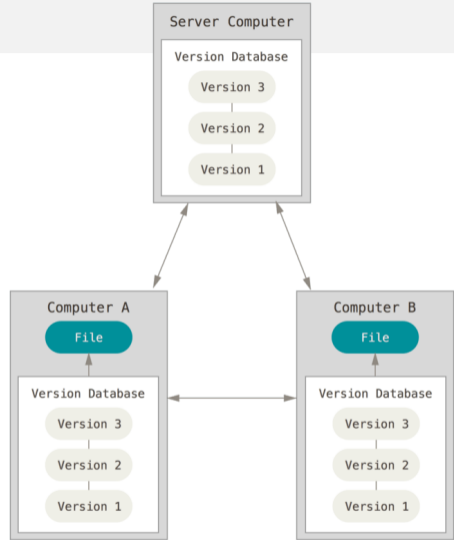 Server Computer
Version Database
Version 3
Version 2
Version 1
Computer A
File
Version Database
Version 3
Version 2
Version 1
Computer B
File
Version Database
Version 3
Version 2
Version 1